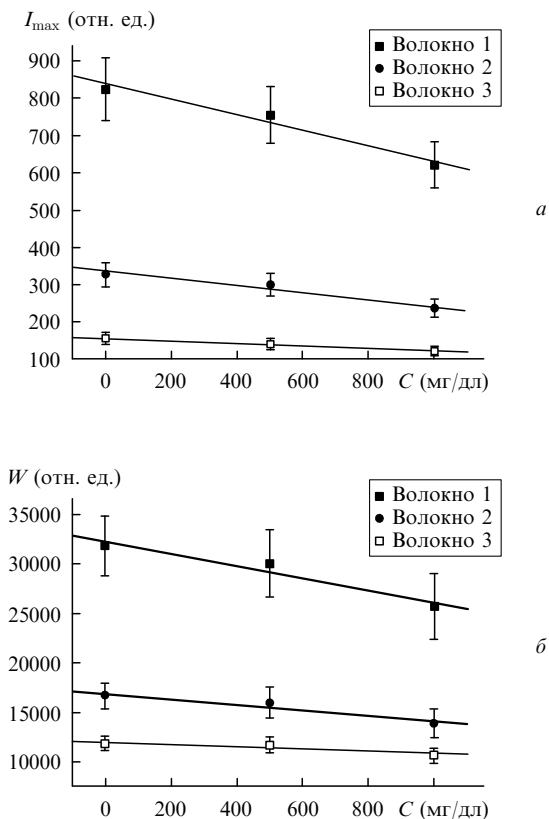 I_max (отн. ед.)
900
800
700
600
500
400
300
200
100
Волокно 1
Волокно 2
Волокно 3
а
0 200 400 600 800 C (мг/дл)
W (отн. ед.)
35000
30000
25000
20000
15000
10000
Волокно 1
Волокно 2
Волокно 3
б
0 200 400 600 800 C (мг/дл)